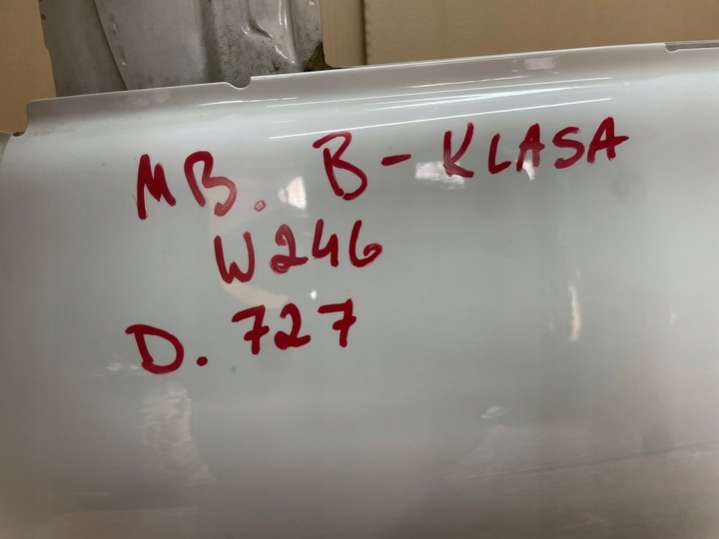 MB. B-KLASA
W246
D. 727